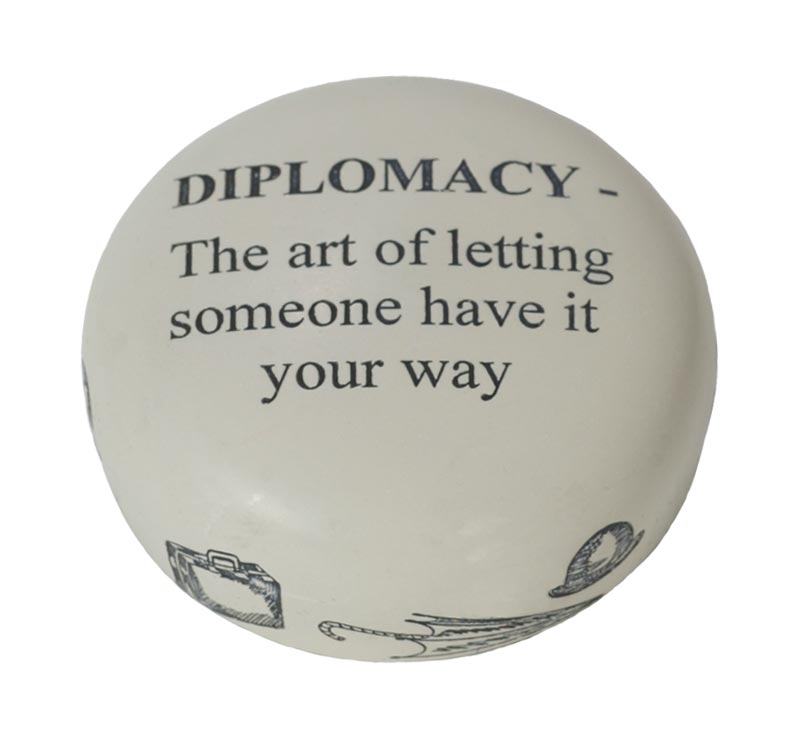 DIPLOMACY -
The art of letting
someone have it
your way